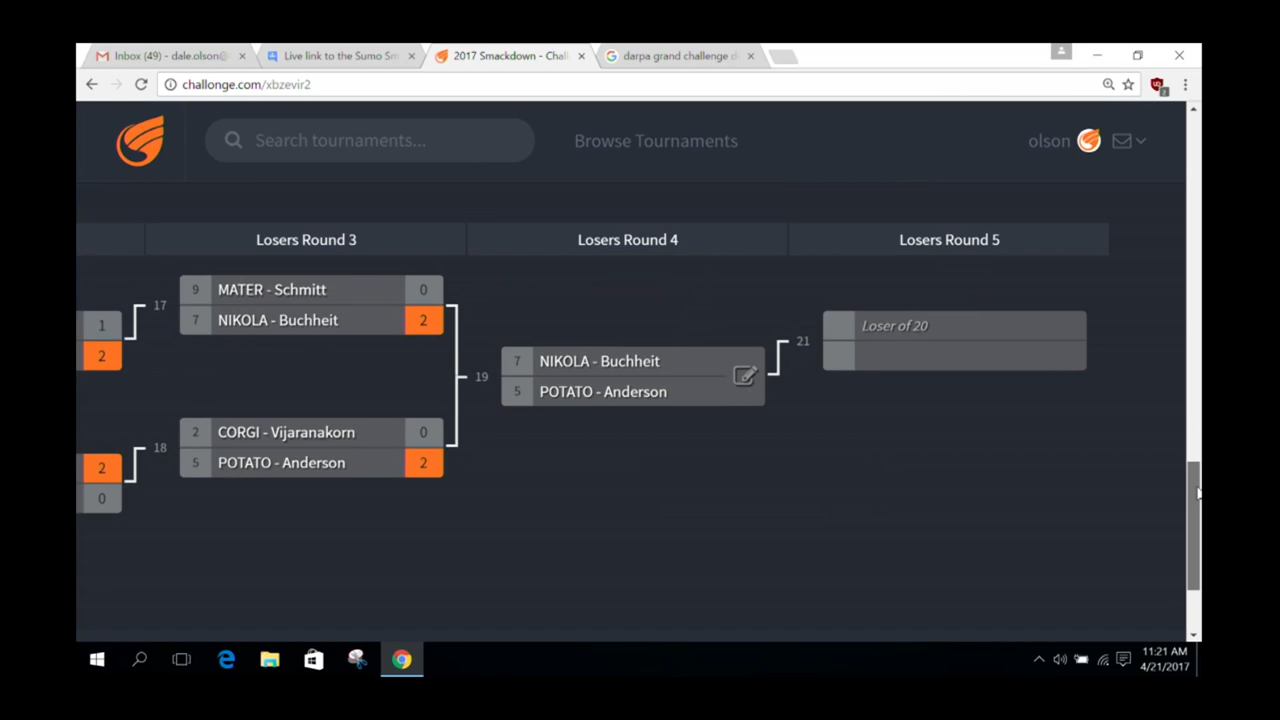 Inbox (49) - dale.olson@
Live link to the Sumo Sm
2017 Smackdown - Chall
darpa grand challenge d
challonge.com/xbzevir2
Search tournaments...
Browse Tournaments
olson
Losers Round 3
Losers Round 4
Losers Round 5
17
9 MATER - Schmitt 0
7 NIKOLA - Buchheit 2
1
2
19
7 NIKOLA - Buchheit
5 POTATO - Anderson
21
Loser of 20
18
2 CORGI - Vijaranakorn 0
5 POTATO - Anderson 2
2
0
11:21 AM
4/21/2017